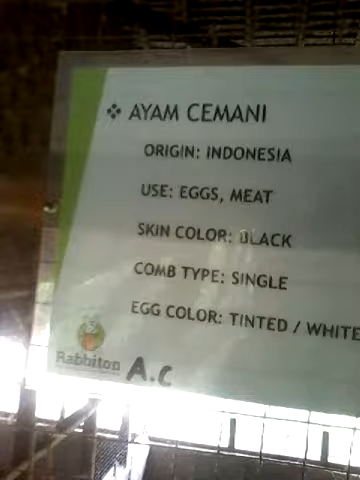 ❖ AYAM CEMANI
ORIGIN: INDONESIA
USE: EGGS, MEAT
SKIN COLOR: BLACK
COMB TYPE: SINGLE
EGG COLOR: TINTED / WHITE
Rabbiton
A.C